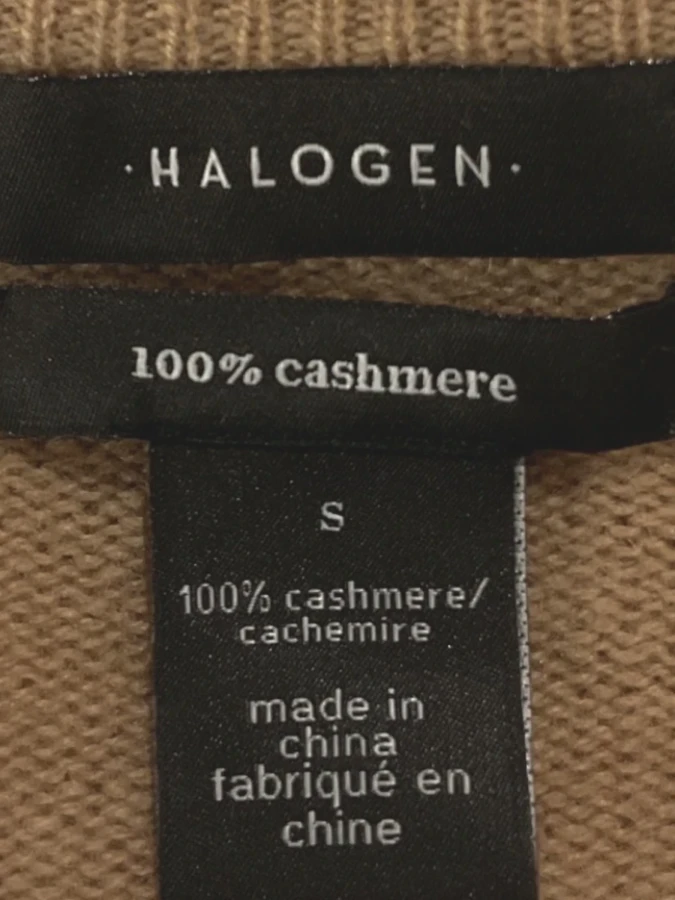 ·HALOGEN·
100% cashmere
S
100% cashmere/
cachemire
made in
china
fabriqué en
chine